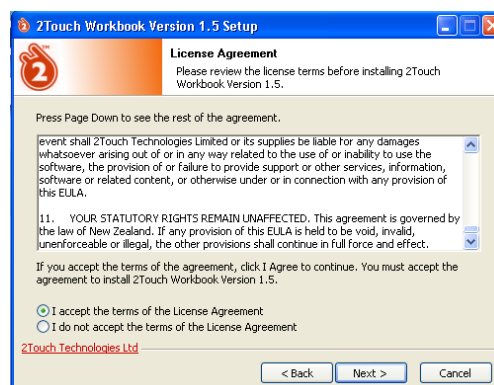 2Touch Workbook Version 1.5 Setup
2
License Agreement
Please review the license terms before installing 2Touch
Workbook Version 1.5.
Press Page Down to see the rest of the agreement.
event shall 2Touch Technologies Limited or its supplies be liable for any damages
whatsoever arising out of or in any way related to the use of or inability to use the
software, the provision of or failure to provide support or other services, information,
software or related content, or otherwise under or in connection with any provision of
this EULA.
11. YOUR STATUTORY RIGHTS REMAIN UNAFFECTED. This agreement is governed by
the law of New Zealand. If any provision of this EULA is held to be void, invalid,
unenforceable or illegal, the other provisions shall continue in full force and effect.
If you accept the terms of the agreement, click I Agree to continue. You must accept the
agreement to install 2Touch Workbook Version 1.5.
I accept the terms of the License Agreement
I do not accept the terms of the License Agreement
2Touch Technologies Ltd
< Back Next > Cancel